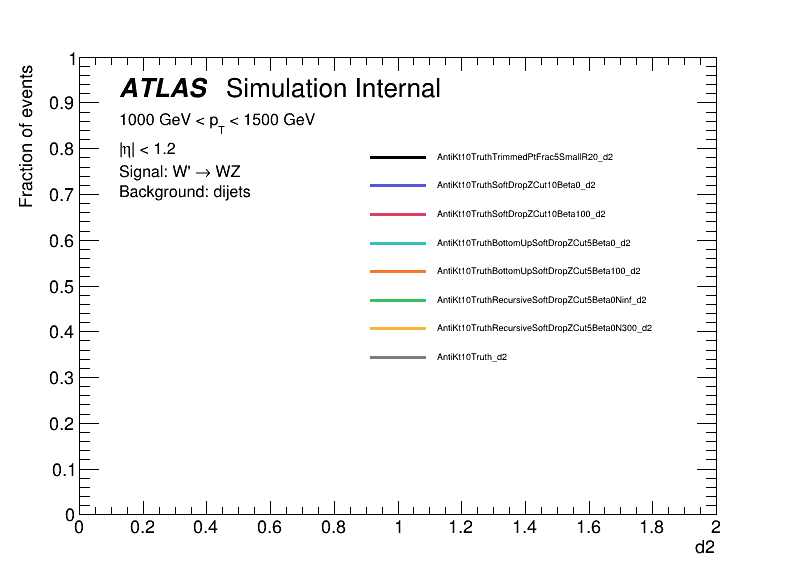 Fraction of events
ATLAS Simulation Internal
1000 GeV < pT < 1500 GeV
|η| < 1.2
Signal: W' → WZ
Background: dijets
AntiKt10TruthTrimmedPtFrac5SmallR20_d2
AntiKt10TruthSoftDropZCut10Beta0_d2
AntiKt10TruthSoftDropZCut10Beta100_d2
AntiKt10TruthBottomUpSoftDropZCut5Beta0_d2
AntiKt10TruthBottomUpSoftDropZCut5Beta100_d2
AntiKt10TruthRecursiveSoftDropZCut5Beta0Ninf_d2
AntiKt10TruthRecursiveSoftDropZCut5Beta0N300_d2
AntiKt10Truth_d2
1
0.9
0.8
0.7
0.6
0.5
0.4
0.3
0.2
0.1
0
0 0.2 0.4 0.6 0.8 1 1.2 1.4 1.6 1.8 2
d2